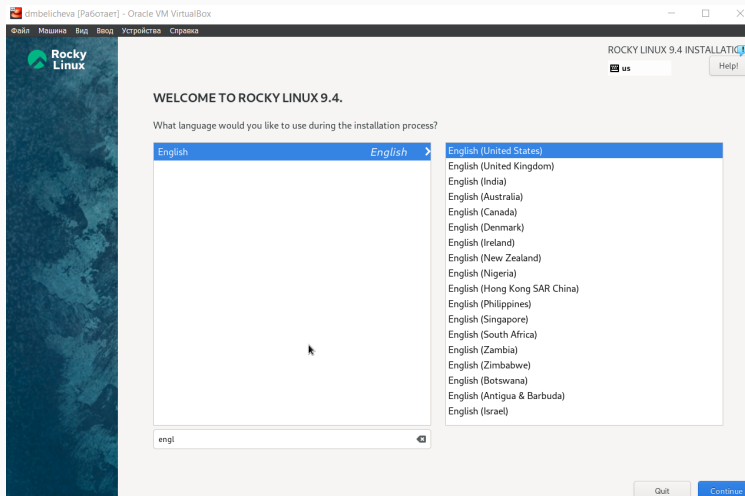 dmbelicheva [Работает] - Oracle VM VirtualBox
Файл Машина Вид Ввод Устройства Справка
Rocky
Linux
ROCKY LINUX 9.4 INSTALLATION
us
Help!
WELCOME TO ROCKY LINUX 9.4.
What language would you like to use during the installation process?
English English
English (United States)
English (United Kingdom)
English (India)
English (Australia)
English (Canada)
English (Denmark)
English (Ireland)
English (New Zealand)
English (Nigeria)
English (Hong Kong SAR China)
English (Philippines)
English (Singapore)
English (South Africa)
English (Zambia)
English (Zimbabwe)
English (Botswana)
English (Antigua & Barbuda)
English (Israel)
engl
Quit
Continue